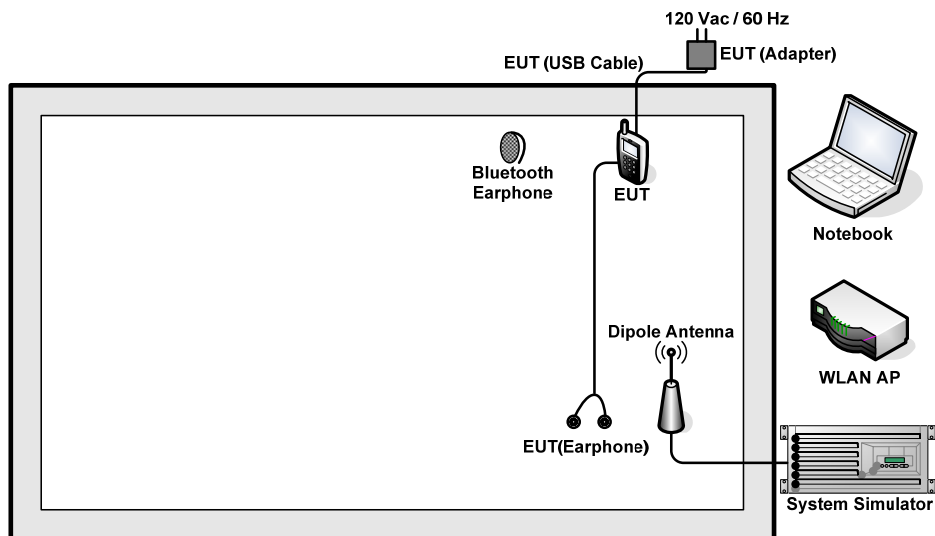 120 Vac / 60 Hz
EUT (USB Cable)
EUT (Adapter)
Bluetooth
Earphone
EUT
Notebook
Dipole Antenna
WLAN AP
EUT(Earphone)
System Simulator